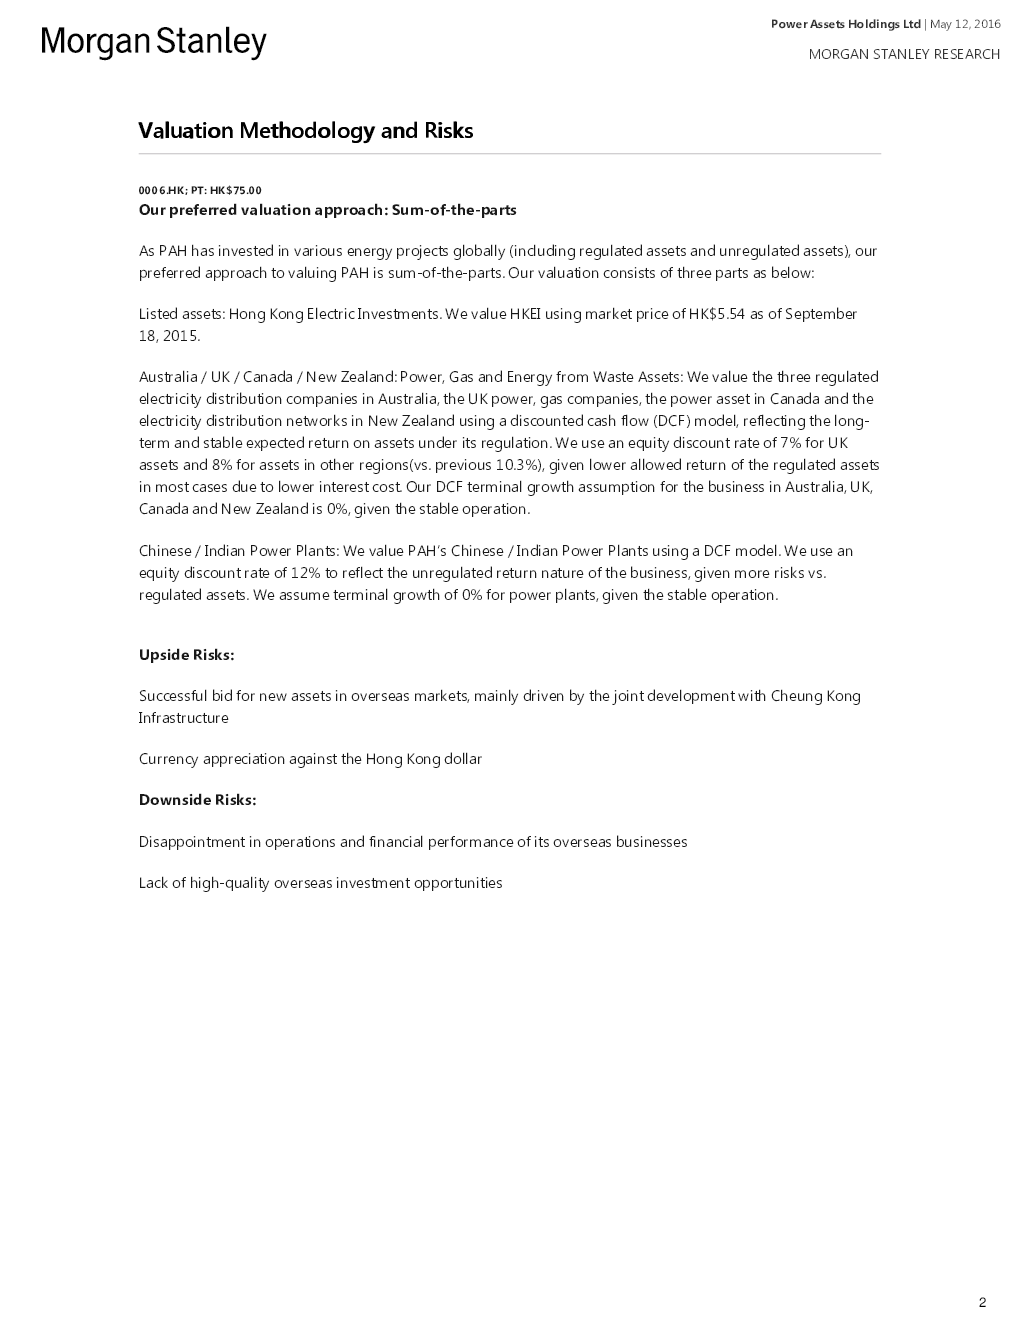 Morgan Stanley
Power Assets Holdings Ltd | May 12, 2016
MORGAN STANLEY RESEARCH
Valuation Methodology and Risks
0006.HK; PT: HK$75.00
Our preferred valuation approach: Sum-of-the-parts
As PAH has invested in various energy projects globally (including regulated assets and unregulated assets), our
preferred approach to valuing PAH is sum-of-the-parts. Our valuation consists of three parts as below:
Listed assets: Hong Kong Electric Investments. We value HKEI using market price of HK$5.54 as of September
18, 2015.
Australia / UK / Canada / New Zealand: Power, Gas and Energy from Waste Assets: We value the three regulated
electricity distribution companies in Australia, the UK power, gas companies, the power asset in Canada and the
electricity distribution networks in New Zealand using a discounted cash flow (DCF) model, reflecting the long-
term and stable expected return on assets under its regulation. We use an equity discount rate of 7% for UK
assets and 8% for assets in other regions(vs. previous 10.3%), given lower allowed return of the regulated assets
in most cases due to lower interest cost. Our DCF terminal growth assumption for the business in Australia, UK,
Canada and New Zealand is 0%, given the stable operation.
Chinese / Indian Power Plants: We value PAH's Chinese / Indian Power Plants using a DCF model. We use an
equity discount rate of 12% to reflect the unregulated return nature of the business, given more risks vs.
regulated assets. We assume terminal growth of 0% for power plants, given the stable operation.
Upside Risks:
Successful bid for new assets in overseas markets, mainly driven by the joint development with Cheung Kong
Infrastructure
Currency appreciation against the Hong Kong dollar
Downside Risks:
Disappointment in operations and financial performance of its overseas businesses
Lack of high-quality overseas investment opportunities
2